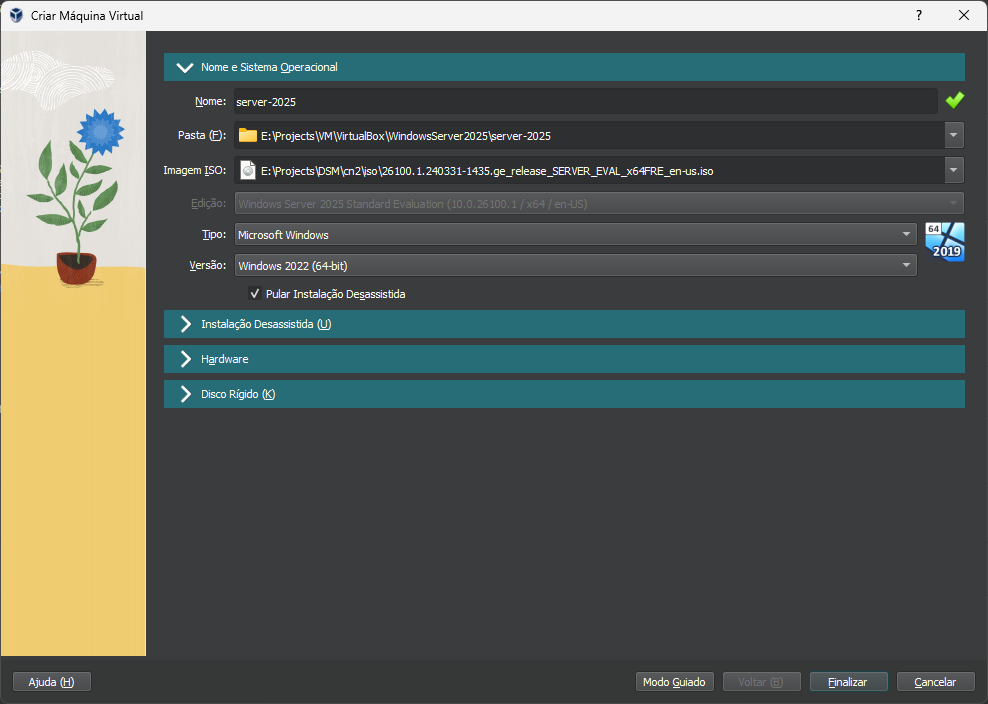 Criar Máquina Virtual
?
Nome e Sistema Operacional
Nome: server-2025
Pasta (F): E:\Projects\VM\VirtualBox\WindowsServer2025\server-2025
Imagem ISO: E:\Projects\DSM\cn2\iso\26100.1.240331-1435.ge_release_SERVER_EVAL_x64FRE_en-us.iso
Edição: Windows Server 2025 Standard Evaluation (10.0.26100.1 / x64 / en-US)
Tipo: Microsoft Windows
64
2019
Versão: Windows 2022 (64-bit)
Pular Instalação Desassistida
Instalação Desassistida (U)
Hardware
Disco Rígido (K)
Ajuda (H) Modo Guiado Voltar (B) Finalizar Cancelar